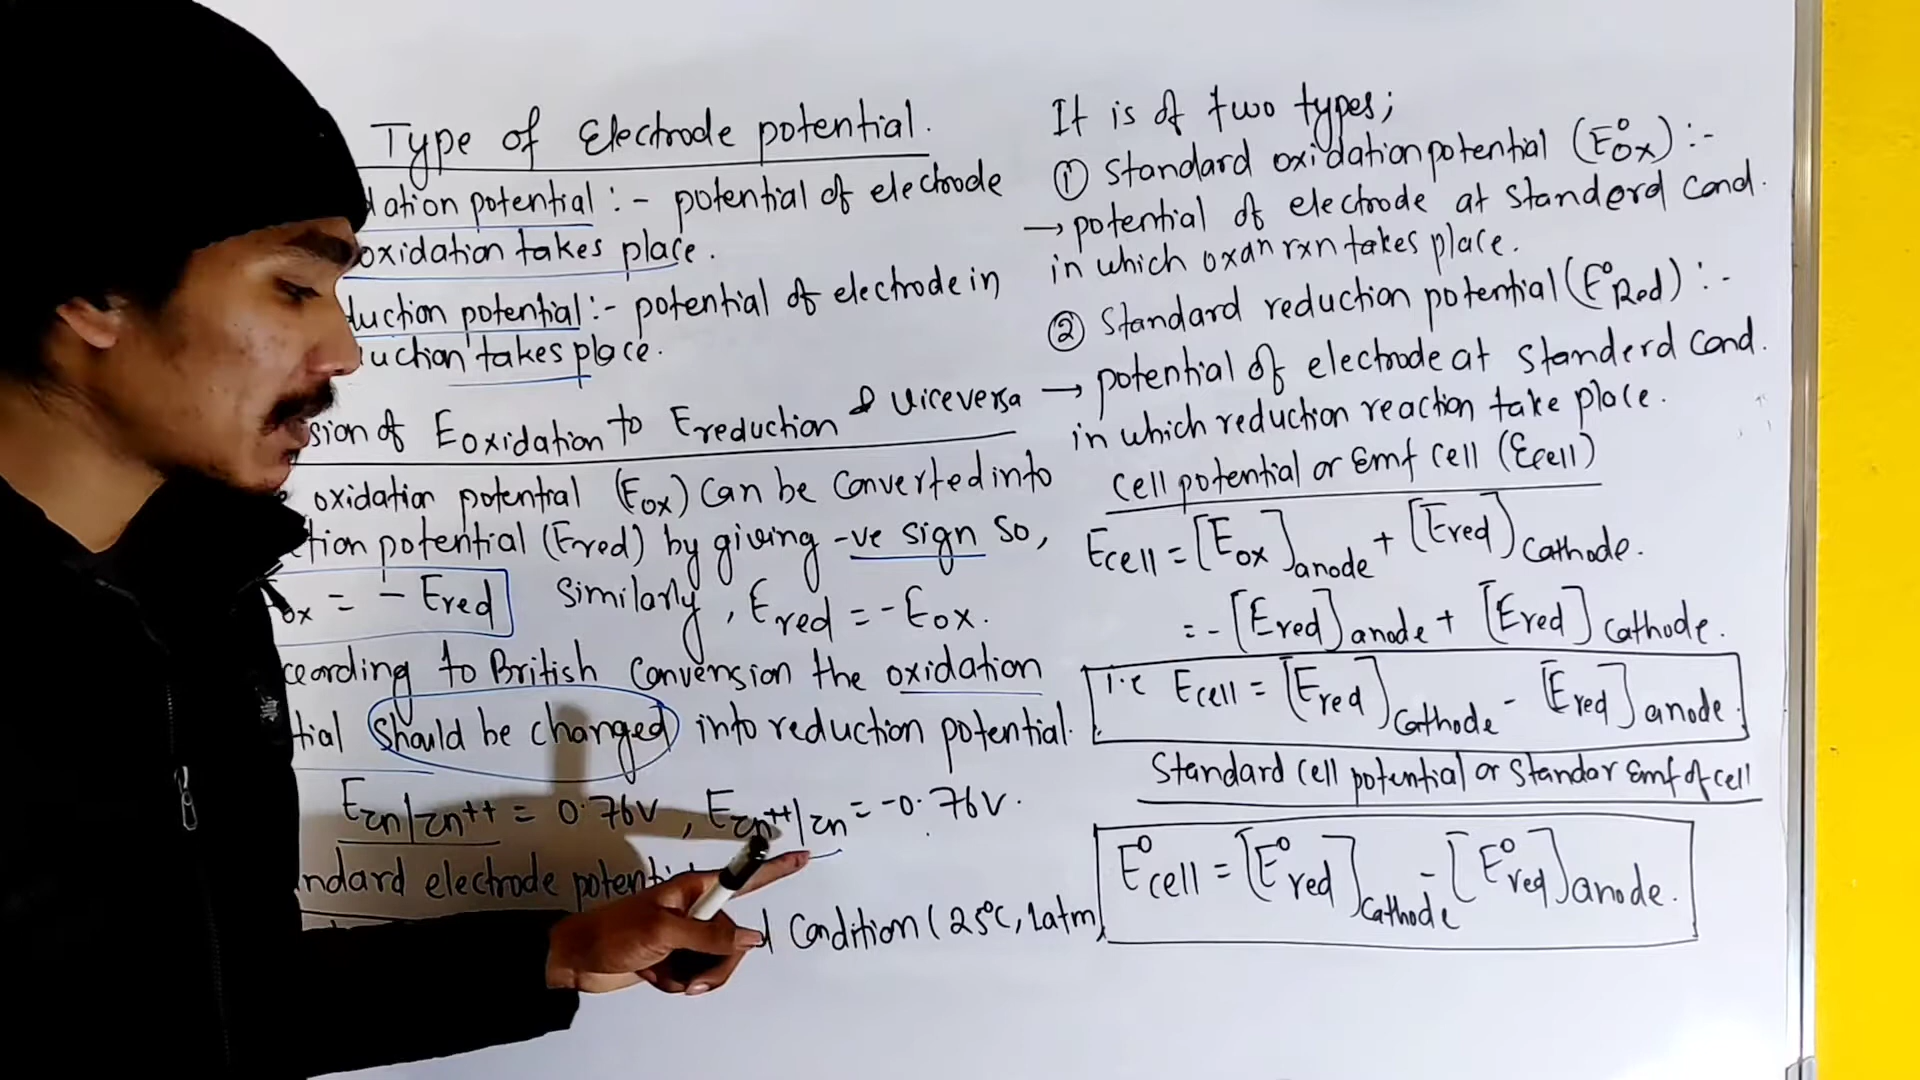 Type of Electrode potential.
dation potential :- potential of electrode
oxidation takes place.
duction potential :- potential of electrode in
uction takes place.
sion of Eoxidation to Ereduction & viceversa
oxidation potential (Eox) can be converted into
ction potential (Ered) by giving -ve sign so,
ox = - Ered Similarly, Ered = -Eox.
ccording to British Convension the oxidation
tial should be changed into reduction potential.
Ezn|zn++ = 0.76V, Ezn++|zn = -0.76V.
ndard electrode potenti
d Condition (25°C, 1atm)
It is of two types;
① Standard oxidation potential (E°ox) :-
→ potential of electrode at standerd cond.
in which oxan rxn takes place.
② Standard reduction potential (E°Red) :-
→ potential of electrode at standerd cond.
in which reduction reaction take place.
Cell potential or Emf cell (Ecell)
Ecell = [Eox]anode + [Ered]Cathode.
= - [Ered]anode + [Ered]Cathode.
i.e Ecell = [Ered]Cathode - [Ered]anode.
Standard cell potential or Standar Emf of cell
E°cell = [E°red]Cathode - [E°red]anode.